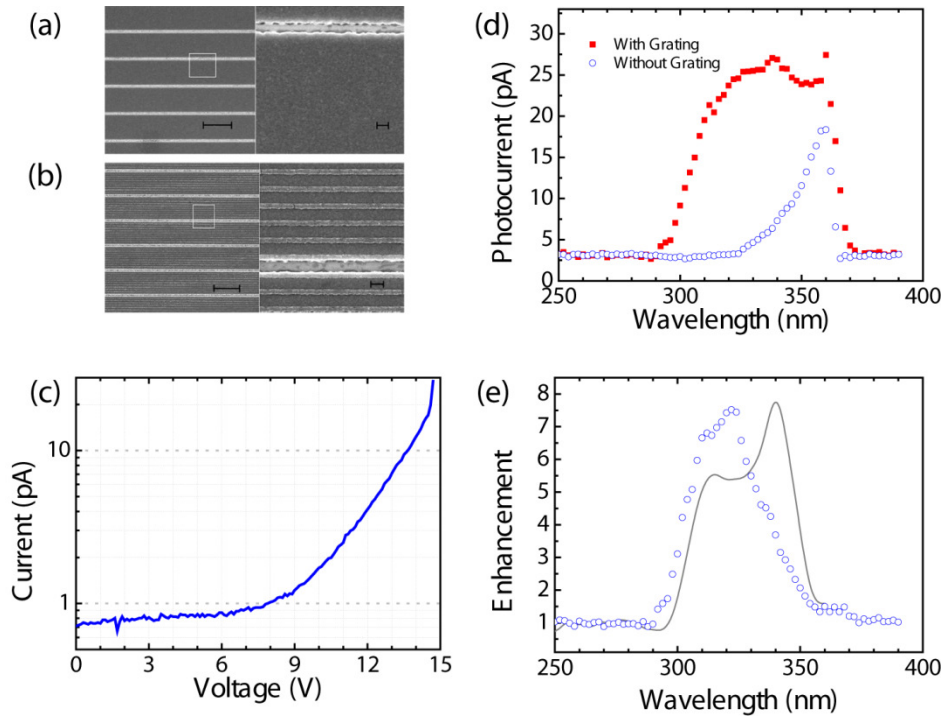 (a)
(b)
(c)
Current (pA)
10
1
0 3 6 9 12 15
Voltage (V)
(d)
Photocurrent (pA)
30
25
20
15
10
5
0
With Grating
Without Grating
250 300 350 400
Wavelength (nm)
(e)
Enhancement
8
7
6
5
4
3
2
1
250 300 350 400
Wavelength (nm)